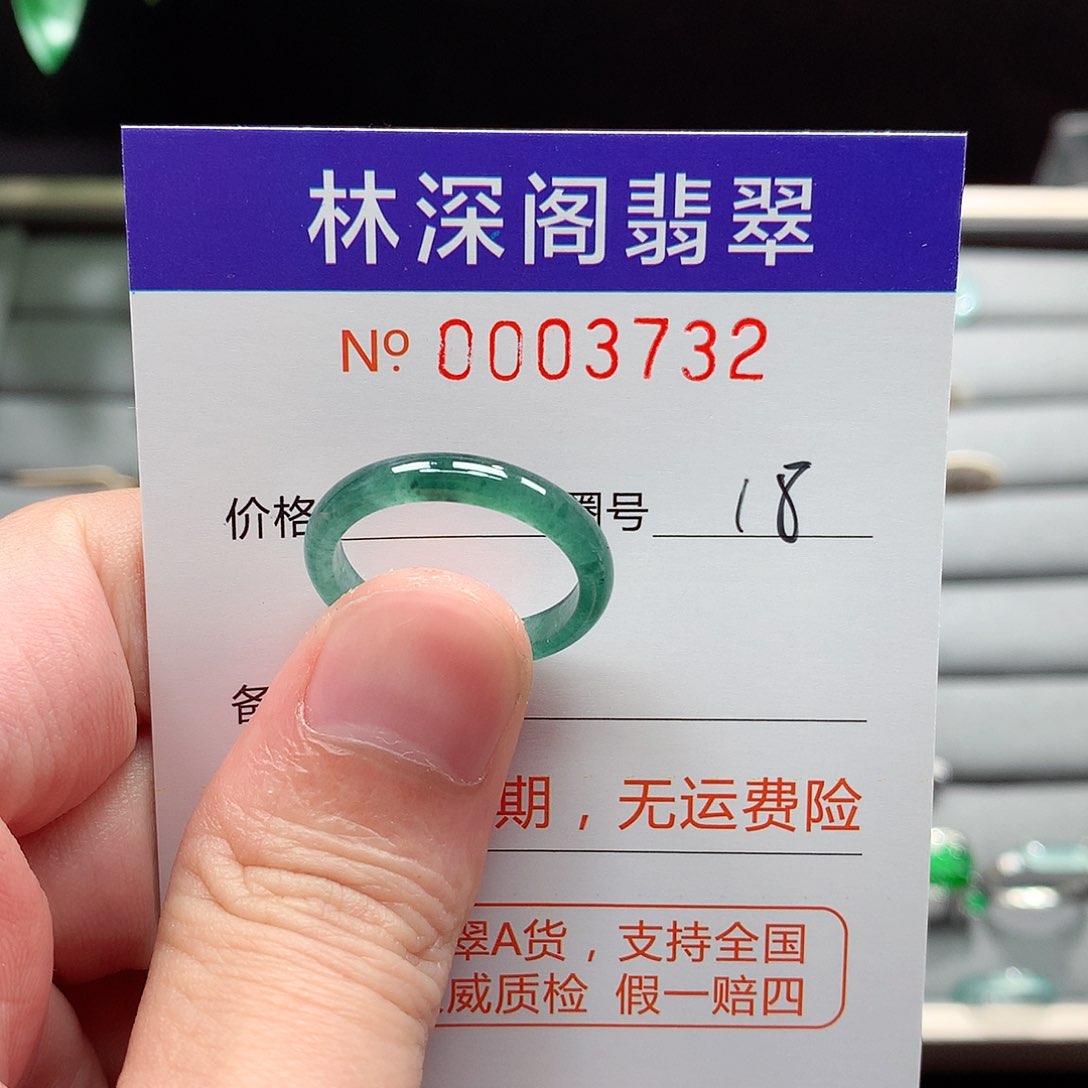 林深阁翡翠
Nº 0003732
价格 圈号 18
备
期，无运费险
翠A货，支持全国
威质检 假一赔四